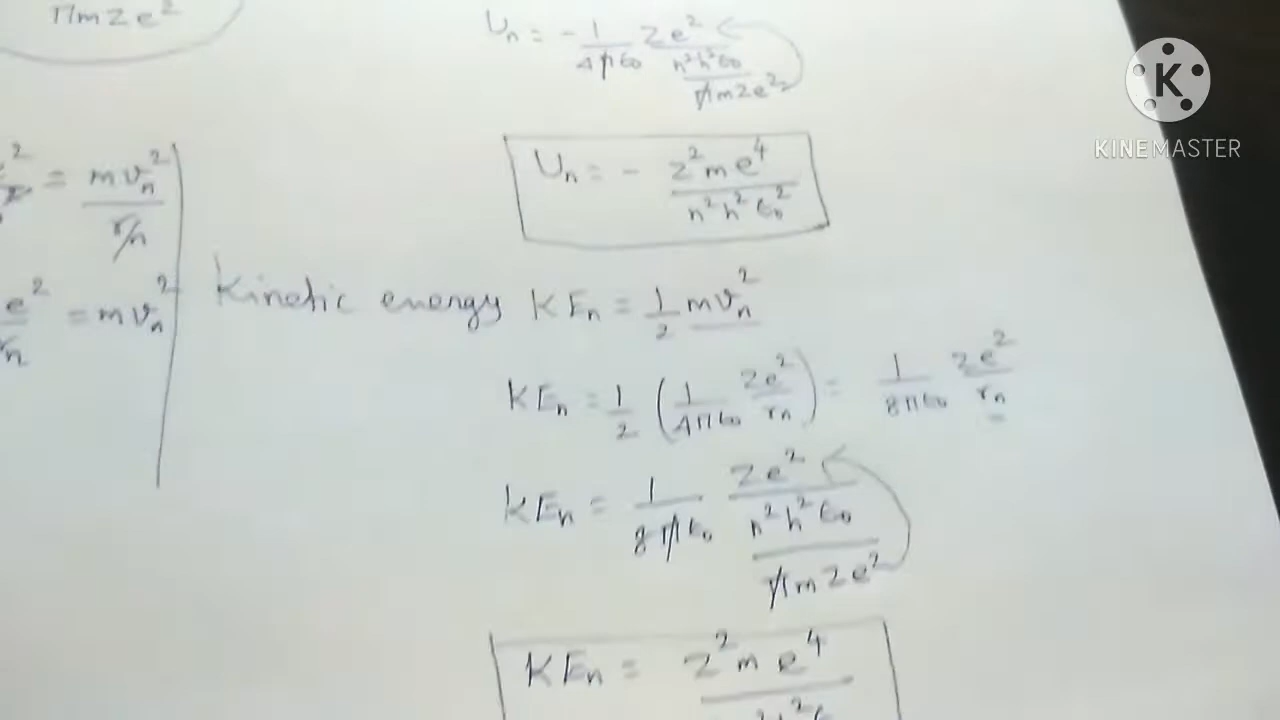 πmZe²
Uₙ = - 1/4πε₀ Ze²/(n²h²ε₀/πmZe²)
K
KINEMASTER
Uₙ = - Z²me⁴/n²h²ε₀²
= mvₙ²/rₙ
e²/rₙ = mvₙ²
Kinetic energy KEₙ = 1/2 mvₙ²
KEₙ = 1/2 (1/4πε₀ Ze²/rₙ) = 1/8πε₀ Ze²/rₙ
KEₙ = 1/8πε₀ Ze²/(n²h²ε₀/πmZe²)
KEₙ = Z²me⁴